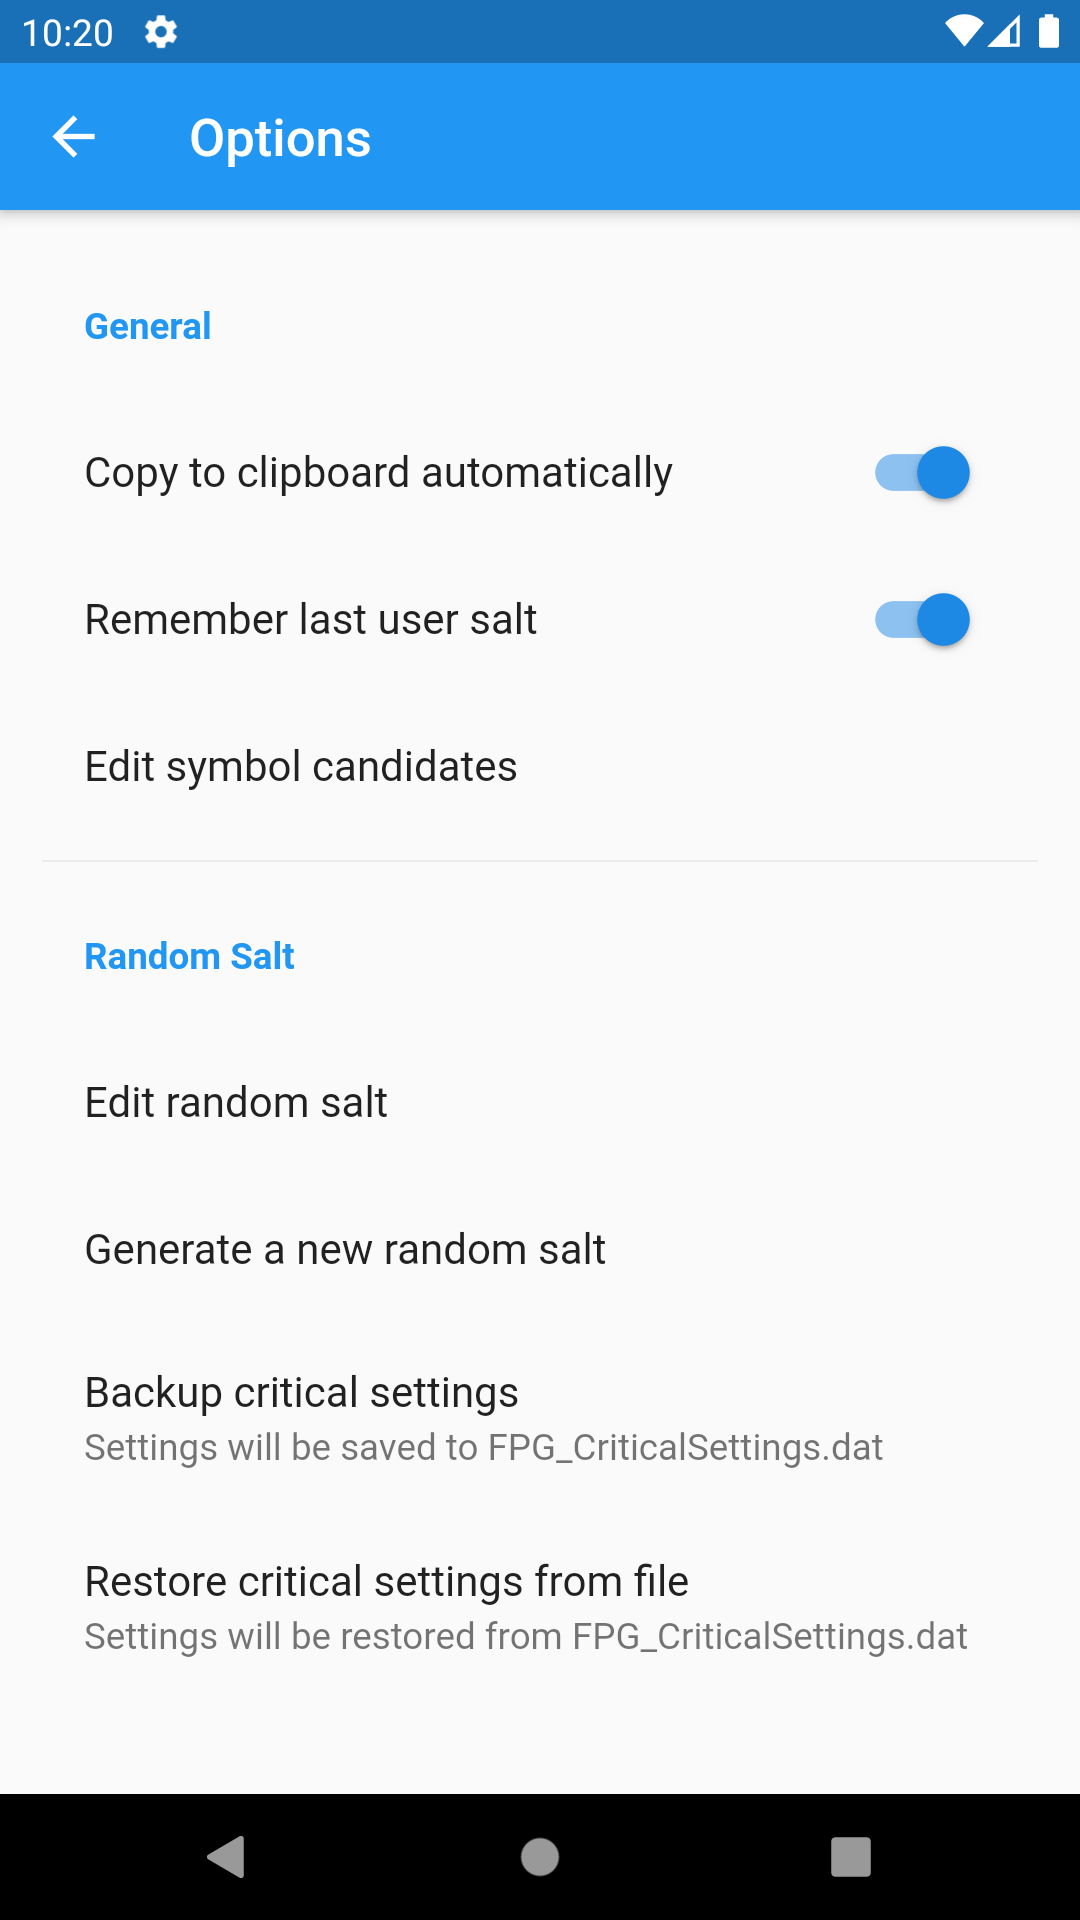 10:20
Options
General
Copy to clipboard automatically
Remember last user salt
Edit symbol candidates
Random Salt
Edit random salt
Generate a new random salt
Backup critical settings
Settings will be saved to FPG_CriticalSettings.dat
Restore critical settings from file
Settings will be restored from FPG_CriticalSettings.dat